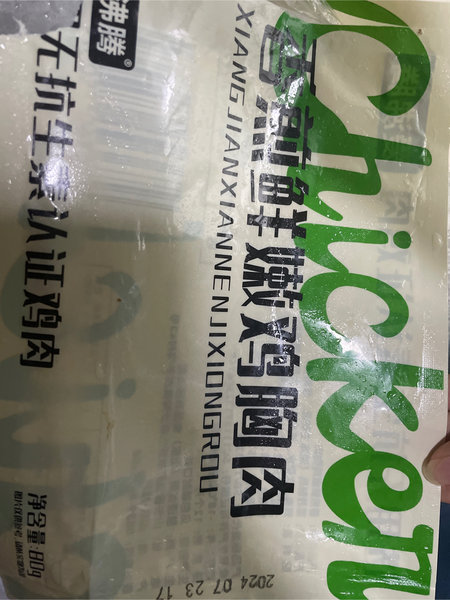 Chicken
香煎鲜嫩鸡胸肉
XIANGJIANXIANNENJIXIONGROU
沸腾®
无抗生素认证鸡肉
净含量:80g
2024 07 23 17